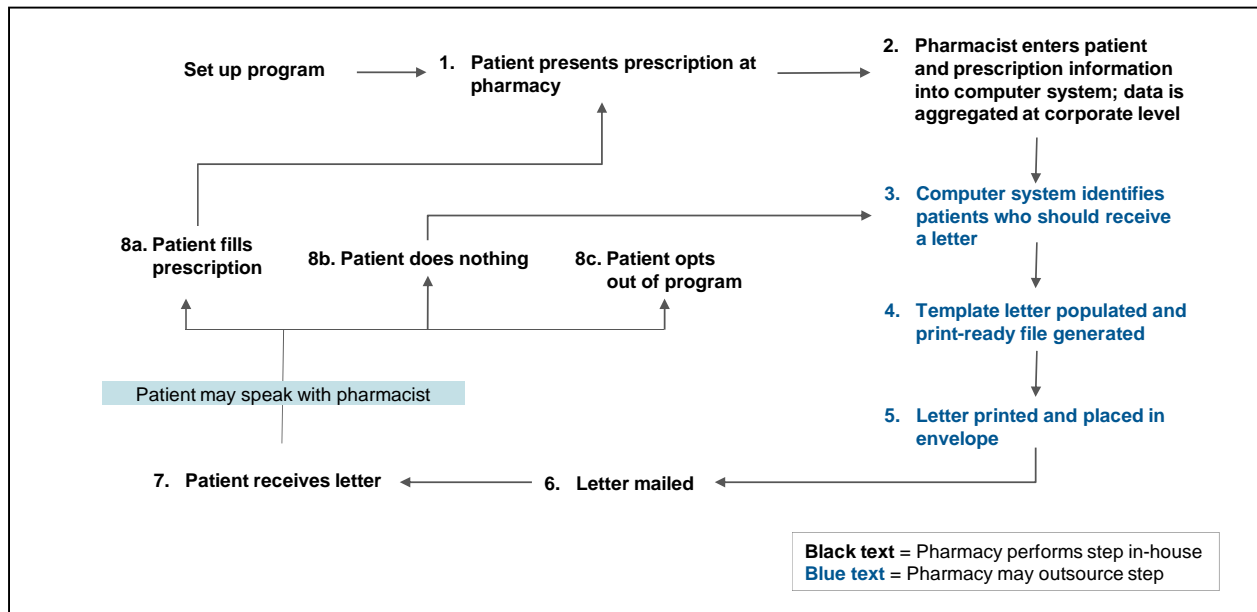 Set up program
1. Patient presents prescription at
pharmacy
2. Pharmacist enters patient
and prescription information
into computer system; data is
aggregated at corporate level
3. Computer system identifies
patients who should receive
a letter
8a. Patient fills
prescription
8b. Patient does nothing
8c. Patient opts
out of program
4. Template letter populated and
print-ready file generated
Patient may speak with pharmacist
5. Letter printed and placed in
envelope
7. Patient receives letter
6. Letter mailed
Black text = Pharmacy performs step in-house
Blue text = Pharmacy may outsource step